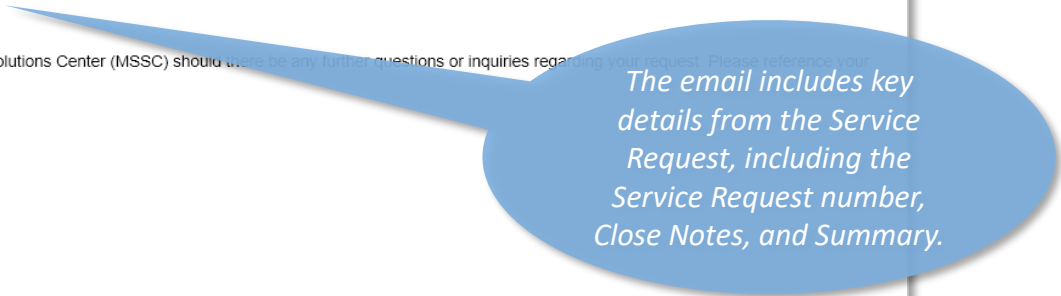 olutions Center (MSSC) should there be any further questions or inquiries regarding your request. Please reference your
The email includes key
details from the Service
Request, including the
Service Request number,
Close Notes, and Summary.